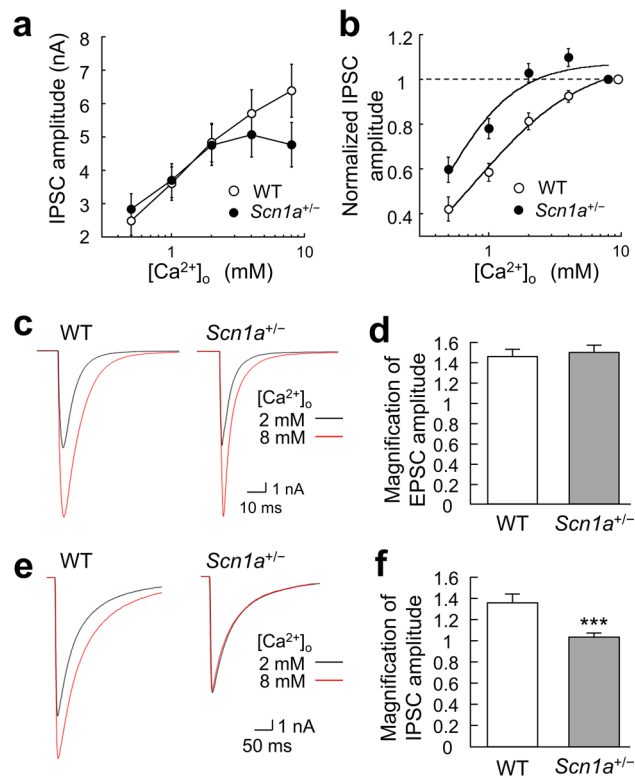 a
IPSC amplitude (nA)
8
7
6
5
4
3
2
1
10
WT
Scn1a+/−
[Ca2+]o (mM)
b
Normalized IPSC
amplitude
1.2
1
0.8
0.6
0.4
1
10
WT
Scn1a+/−
[Ca2+]o (mM)
c
WT
Scn1a+/−
[Ca2+]o
2 mM
8 mM
1 nA
10 ms
d
Magnification of
EPSC amplitude
1.6
1.4
1.2
1
0.8
0.6
0.4
0.2
0
WT
Scn1a+/−
e
WT
Scn1a+/−
[Ca2+]o
2 mM
8 mM
1 nA
50 ms
f
Magnification of
IPSC amplitude
1.6
1.4
1.2
1
0.8
0.6
0.4
0.2
0
***
WT
Scn1a+/−